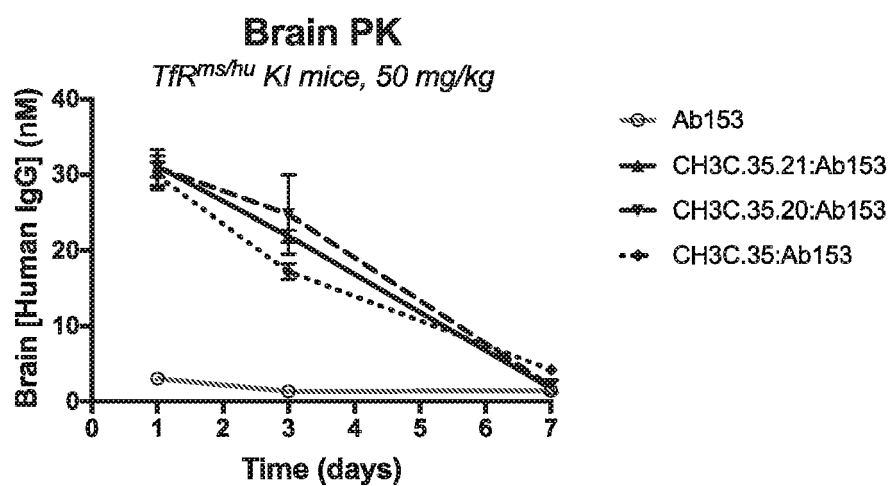 Brain PK
TfR^ms/hu KI mice, 50 mg/kg
Brain [Human IgG] (nM)
40
30
20
10
0
0 1 2 3 4 5 6 7
Time (days)
Ab153
CH3C.35.21:Ab153
CH3C.35.20:Ab153
CH3C.35:Ab153